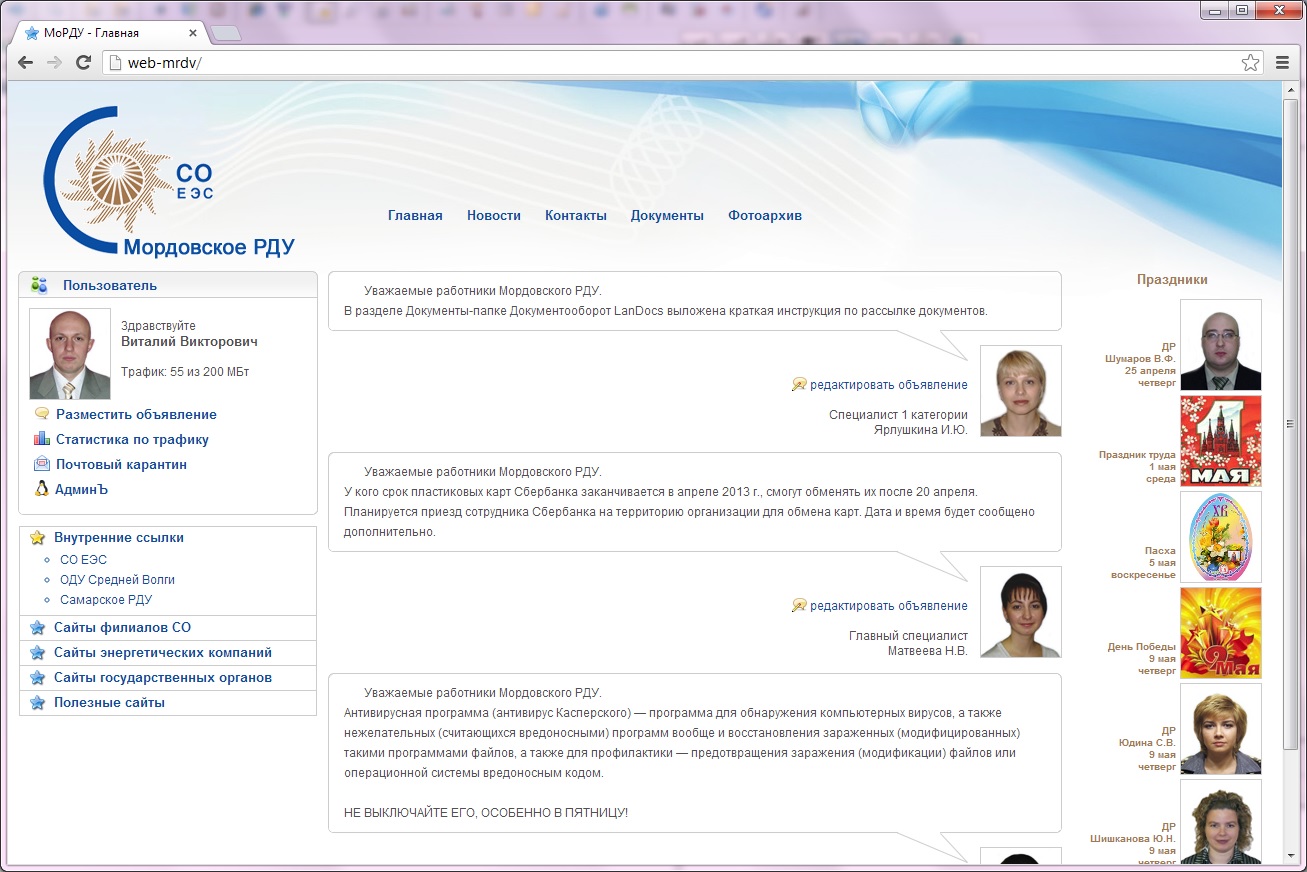 МоРДУ - Главная
web-mrdv/
СО
ЕЭС
Мордовское РДУ
Главная Новости Контакты Документы Фотоархив
Пользователь
Здравствуйте
Виталий Викторович
Трафик: 55 из 200 МБт
Разместить объявление
Статистика по трафику
Почтовый карантин
АдминЪ
Внутренние ссылки
СО ЕЭС
ОДУ Средней Волги
Самарское РДУ
Сайты филиалов СО
Сайты энергетических компаний
Сайты государственных органов
Полезные сайты
Уважаемые работники Мордовского РДУ.
В разделе Документы-папке Документооборот LanDocs выложена краткая инструкция по рассылке документов.
редактировать объявление
Специалист 1 категории
Ярлушкина И.Ю.
Уважаемые работники Мордовского РДУ.
У кого срок пластиковых карт Сбербанка заканчивается в апреле 2013 г., смогут обменять их после 20 апреля.
Планируется приезд сотрудника Сбербанка на территорию организации для обмена карт. Дата и время будет сообщено
дополнительно.
редактировать объявление
Главный специалист
Матвеева Н.В.
Уважаемые работники Мордовского РДУ.
Антивирусная программа (антивирус Касперского) — программа для обнаружения компьютерных вирусов, а также
нежелательных (считающихся вредоносными) программ вообще и восстановления зараженных (модифицированных)
такими программами файлов, а также для профилактики — предотвращения заражения (модификации) файлов или
операционной системы вредоносным кодом.
НЕ ВЫКЛЮЧАЙТЕ ЕГО, ОСОБЕННО В ПЯТНИЦУ!
Праздники
ДР
Шумаров В.Ф.
25 апреля
четверг
Праздник труда
1 мая
среда
1
МАЯ
Пасха
5 мая
воскресенье
ХВ
День Победы
9 мая
четверг
9 Мая
ДР
Юдина С.В.
9 мая
четверг
ДР
Шишканова Ю.Н.
9 мая
четверг